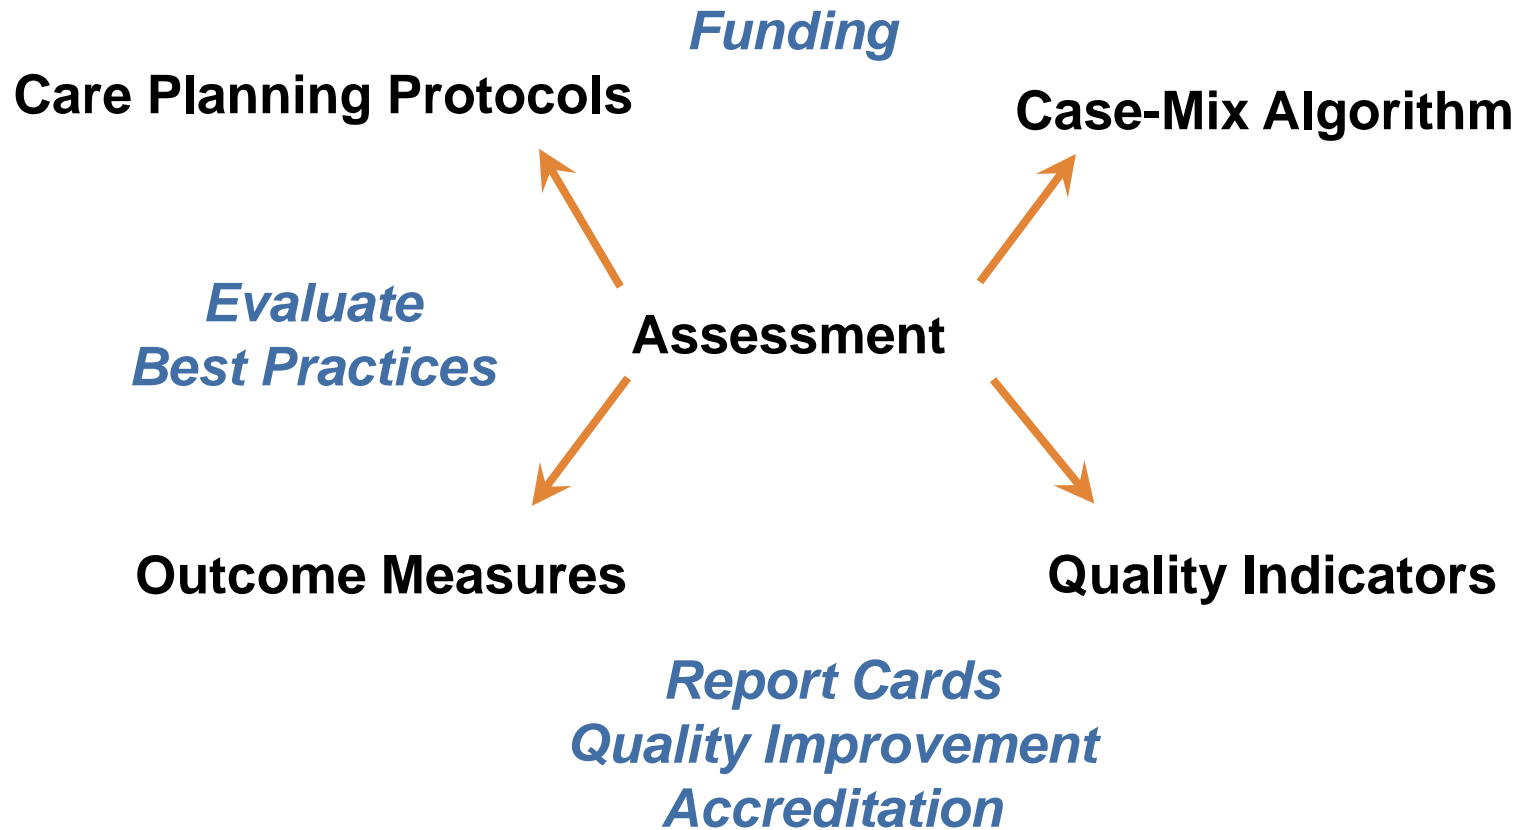 Funding
Care Planning Protocols
Case-Mix Algorithm
Evaluate
Best Practices
Assessment
Outcome Measures
Quality Indicators
Report Cards
Quality Improvement
Accreditation